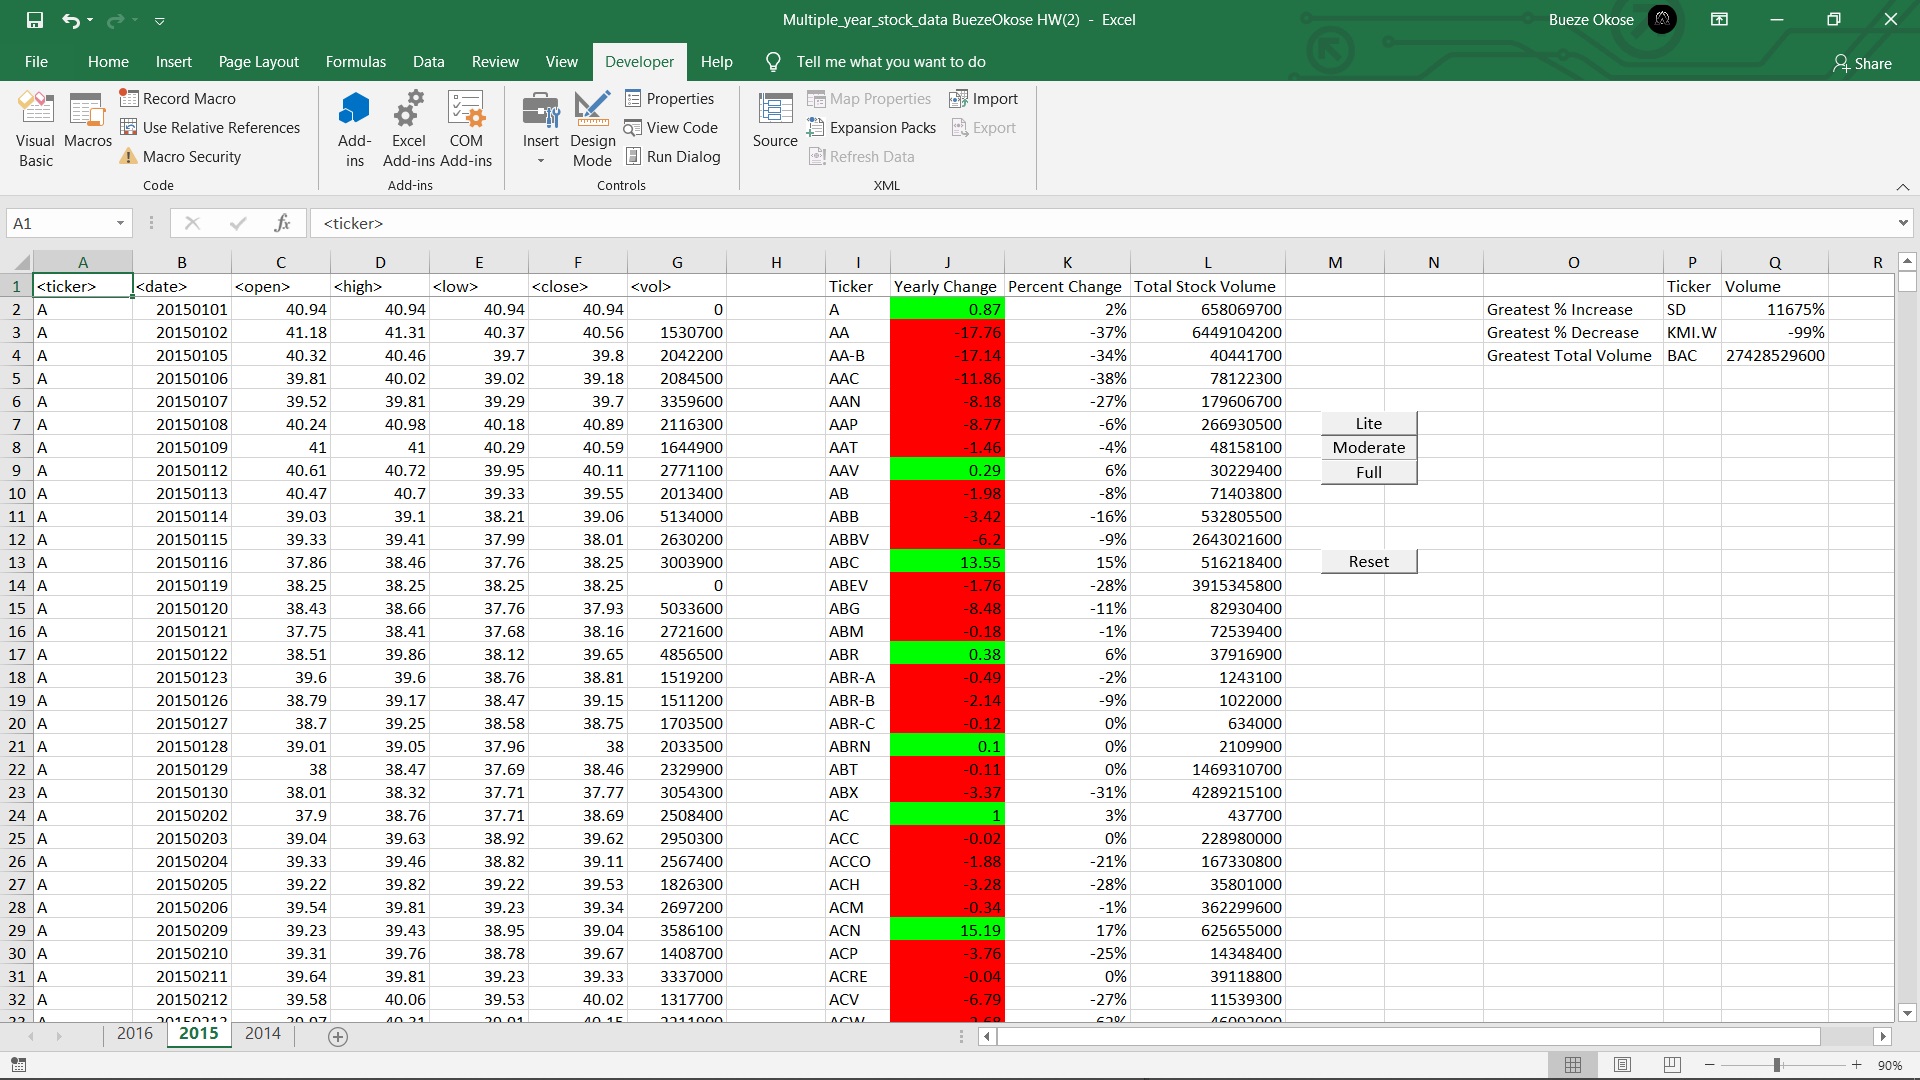 Multiple_year_stock_data BuezeOkose HW(2) - Excel
Bueze Okose
File Home Insert Page Layout Formulas Data Review View Developer Help Tell me what you want to do
Share
Visual Basic
Macros
Record Macro
Use Relative References
Macro Security
Code
Add-ins
Excel Add-ins
COM Add-ins
Add-ins
Insert
Design Mode
Properties
View Code
Run Dialog
Controls
Source
Map Properties
Expansion Packs
Refresh Data
Import
Export
XML
A1 fx <ticker>
A B C D E F G H I J K L M N O P Q R
1 <ticker> <date> <open> <high> <low> <close> <vol> Ticker Yearly Change Percent Change Total Stock Volume Ticker Volume
2 A 20150101 40.94 40.94 40.94 40.94 0 A 0.87 2% 658069700 Greatest % Increase SD 11675%
3 A 20150102 41.18 41.31 40.37 40.56 1530700 AA -17.76 -37% 6449104200 Greatest % Decrease KMI.W -99%
4 A 20150105 40.32 40.46 39.7 39.8 2042200 AA-B -17.14 -34% 40441700 Greatest Total Volume BAC 27428529600
5 A 20150106 39.81 40.02 39.02 39.18 2084500 AAC -11.86 -38% 78122300
6 A 20150107 39.52 39.81 39.29 39.7 3359600 AAN -8.18 -27% 179606700
7 A 20150108 40.24 40.98 40.18 40.89 2116300 AAP -8.77 -6% 266930500 Lite
8 A 20150109 41 41 40.29 40.59 1644900 AAT -1.46 -4% 48158100 Moderate
9 A 20150112 40.61 40.72 39.95 40.11 2771100 AAV 0.29 6% 30229400 Full
10 A 20150113 40.47 40.7 39.33 39.55 2013400 AB -1.98 -8% 71403800
11 A 20150114 39.03 39.1 38.21 39.06 5134000 ABB -3.42 -16% 532805500
12 A 20150115 39.33 39.41 37.99 38.01 2630200 ABBV -6.2 -9% 2643021600
13 A 20150116 37.86 38.46 37.76 38.25 3003900 ABC 13.55 15% 516218400 Reset
14 A 20150119 38.25 38.25 38.25 38.25 0 ABEV -1.76 -28% 3915345800
15 A 20150120 38.43 38.66 37.76 37.93 5033600 ABG -8.48 -11% 82930400
16 A 20150121 37.75 38.41 37.68 38.16 2721600 ABM -0.18 -1% 72539400
17 A 20150122 38.51 39.86 38.12 39.65 4856500 ABR 0.38 6% 37916900
18 A 20150123 39.6 39.6 38.76 38.81 1519200 ABR-A -0.49 -2% 1243100
19 A 20150126 38.79 39.17 38.47 39.15 1511200 ABR-B -2.14 -9% 1022000
20 A 20150127 38.7 39.25 38.58 38.75 1703500 ABR-C -0.12 0% 634000
21 A 20150128 39.01 39.05 37.96 38 2033500 ABRN 0.1 0% 2109900
22 A 20150129 38 38.47 37.69 38.46 2329900 ABT -0.11 0% 1469310700
23 A 20150130 38.01 38.32 37.71 37.77 3054300 ABX -3.37 -31% 4289215100
24 A 20150202 37.9 38.76 37.71 38.69 2508400 AC 1 3% 437700
25 A 20150203 39.04 39.63 38.92 39.62 2950300 ACC -0.02 0% 228980000
26 A 20150204 39.33 39.46 38.82 39.11 2567400 ACCO -1.88 -21% 167330800
27 A 20150205 39.22 39.82 39.22 39.53 1826300 ACH -3.28 -28% 35801000
28 A 20150206 39.54 39.81 39.23 39.34 2697200 ACM -0.34 -1% 362299600
29 A 20150209 39.23 39.43 38.95 39.04 3586100 ACN 15.19 17% 625655000
30 A 20150210 39.31 39.76 38.78 39.67 1408700 ACP -3.76 -25% 14348400
31 A 20150211 39.64 39.81 39.23 39.33 3337000 ACRE -0.04 0% 39118800
32 A 20150212 39.58 40.06 39.53 40.02 1317700 ACV -6.79 -27% 11539300
2016 2015 2014
90%